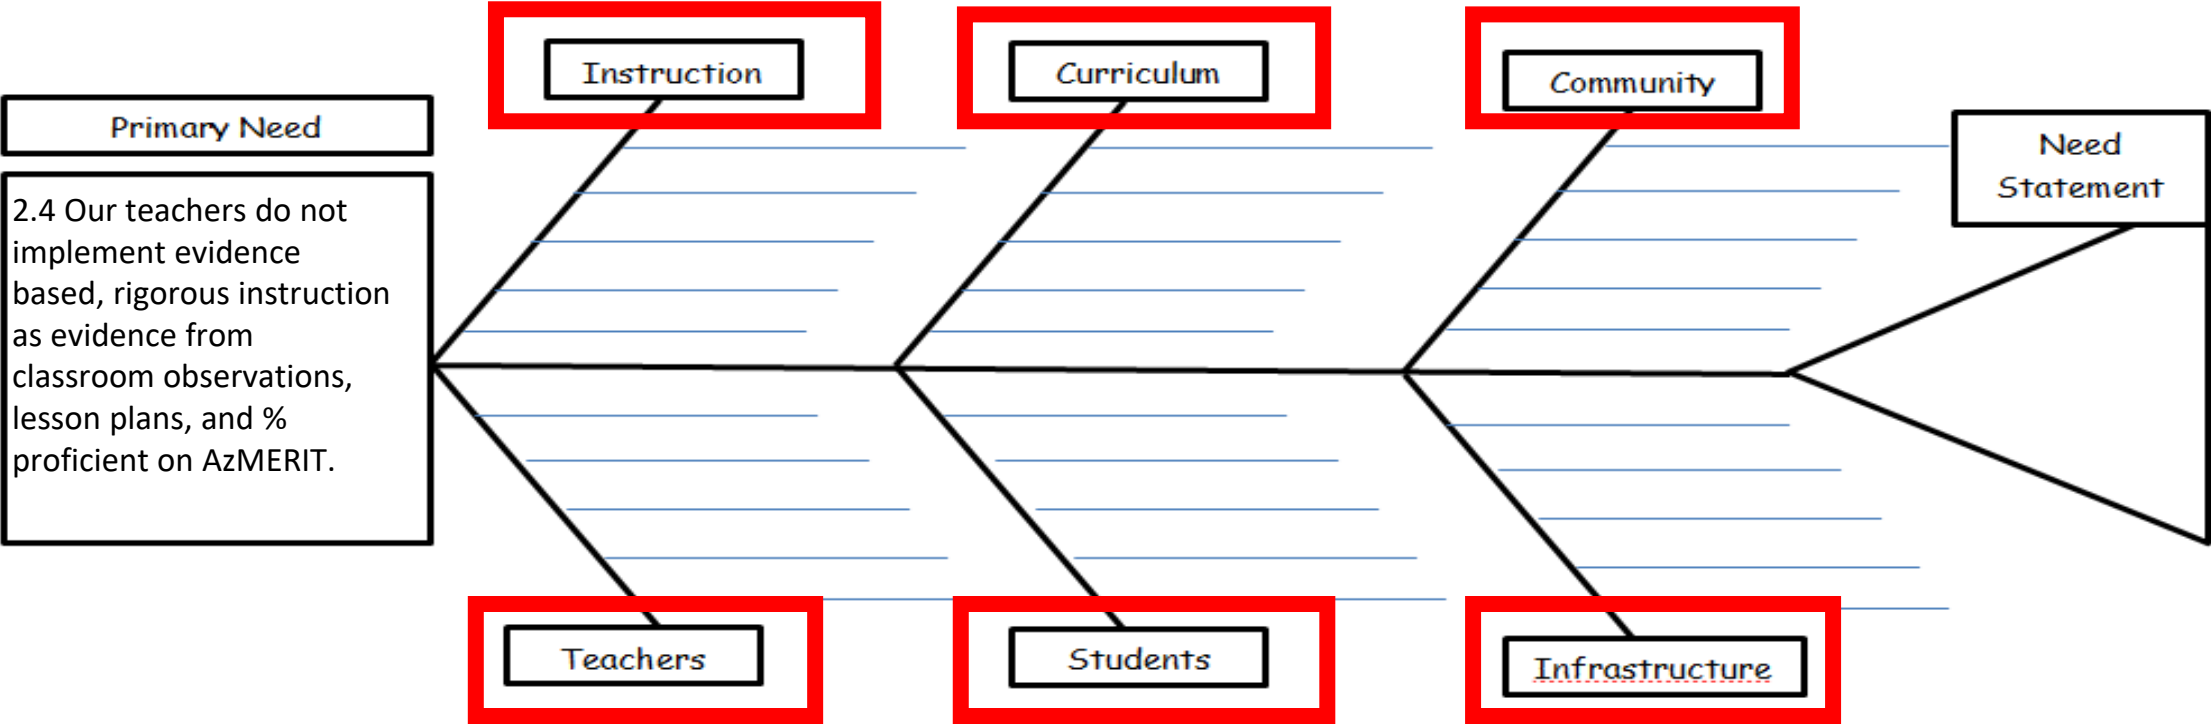 Instruction
Curriculum
Community
Primary Need
Need
Statement
2.4 Our teachers do not
implement evidence
based, rigorous instruction
as evidence from
classroom observations,
lesson plans, and %
proficient on AzMERIT.
Teachers
Students
Infrastructure